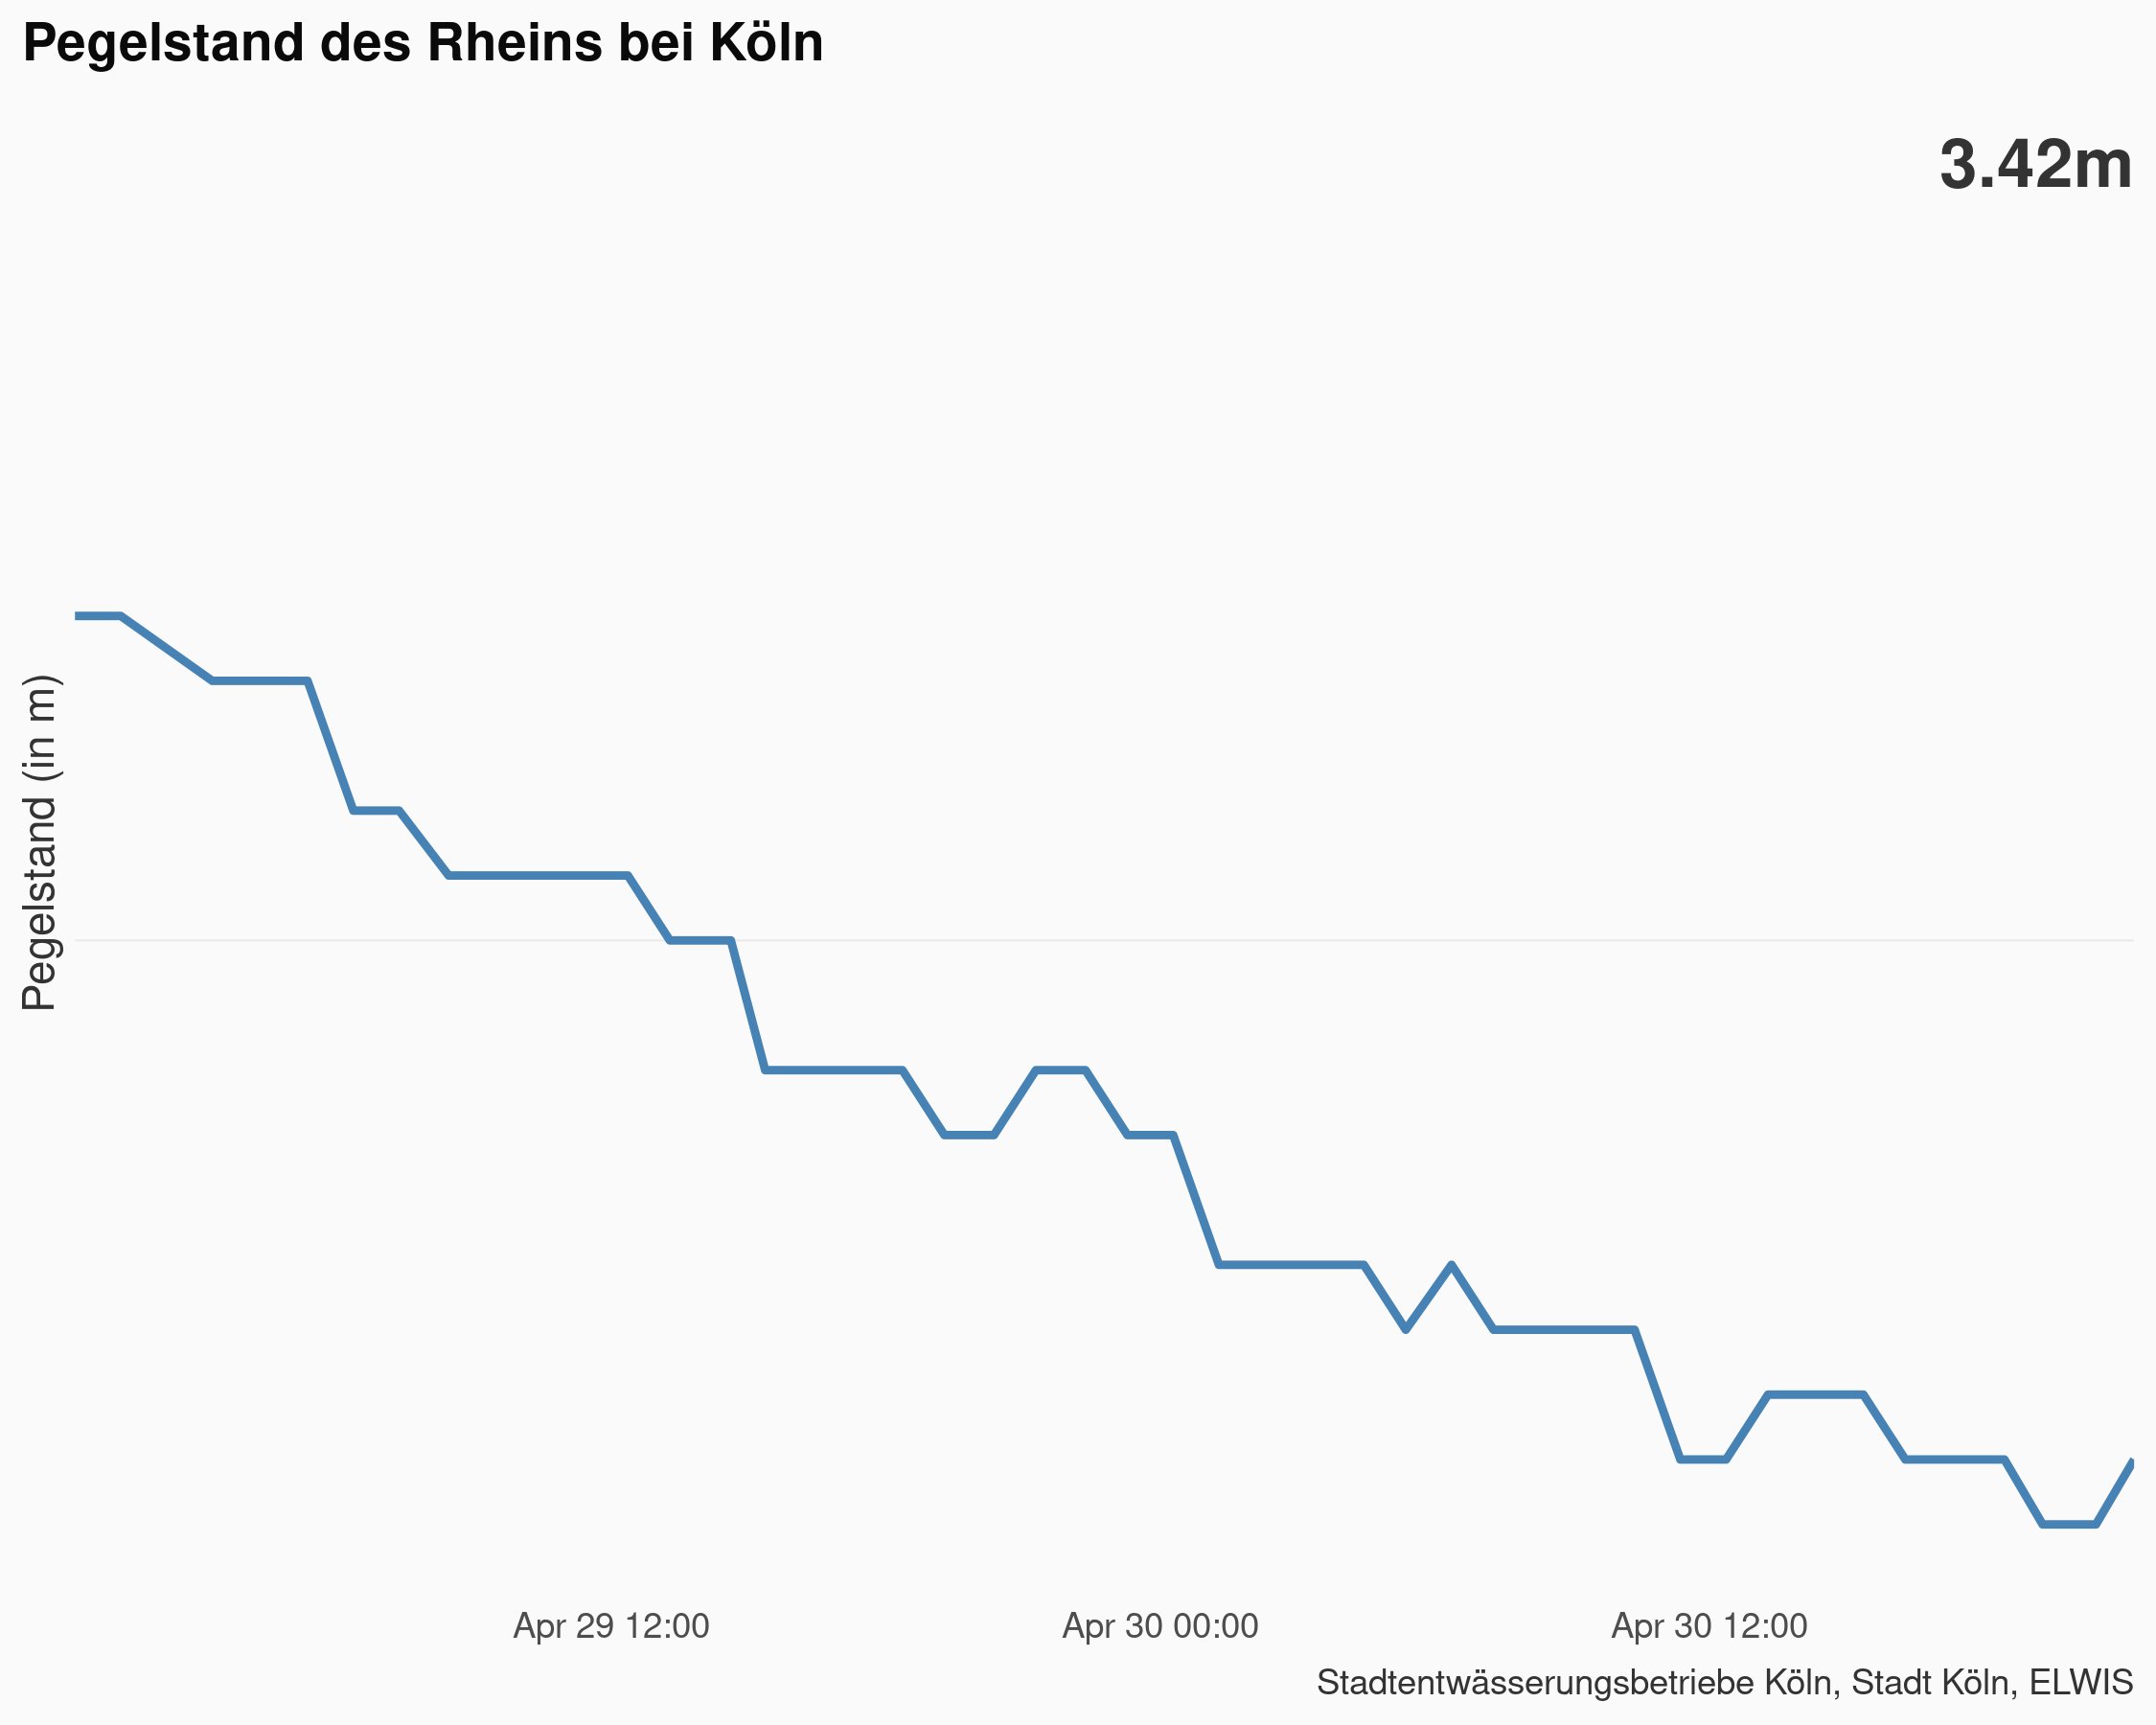 Pegelstand des Rheins bei Köln
3.42m
Pegelstand (in m)
Apr 29 12:00
Apr 30 00:00
Apr 30 12:00
Stadtentwässerungsbetriebe Köln, Stadt Köln, ELWIS